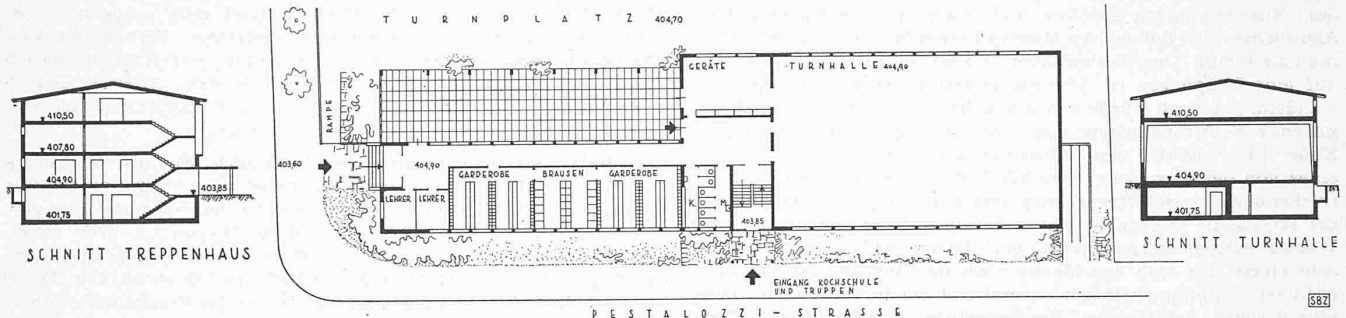 TURNPLATZ 404,70
GERÄTE
TURNHALLE 404,90
RAMPE
410,50
407,80
404,90
403,85
401,75
SCHNITT TREPPENHAUS
403,60
404,90
GARDEROBE BRAUSEN GARDEROBE
LEHRER LEHRER
K. M.
403,85
EINGANG KOCHSCHULE
UND TRUPPEN
PESTALOZZI-STRASSE
410,50
404,90
401,75
SCHNITT TURNHALLE
SBZ